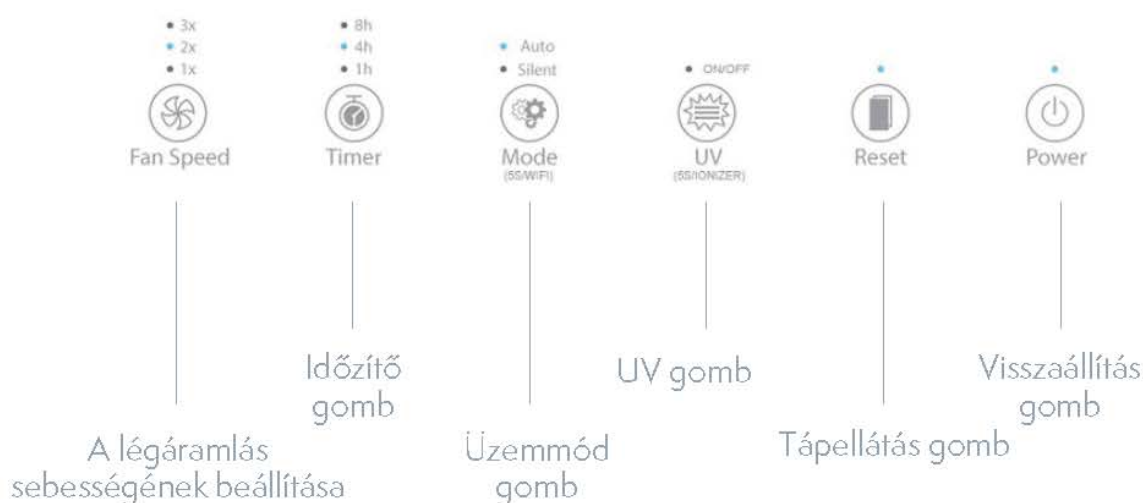 3x
2x
1x
Fan Speed
8h
4h
1h
Timer
Auto
Silent
Mode
(5S/WIFI)
ON/OFF
UV
(5S/IONIZER)
Reset
Power
Időzítő
gomb
UV gomb
Visszaállítás
gomb
A légáramlás
sebességének beállítása
Üzemmód
gomb
Tápellátás gomb